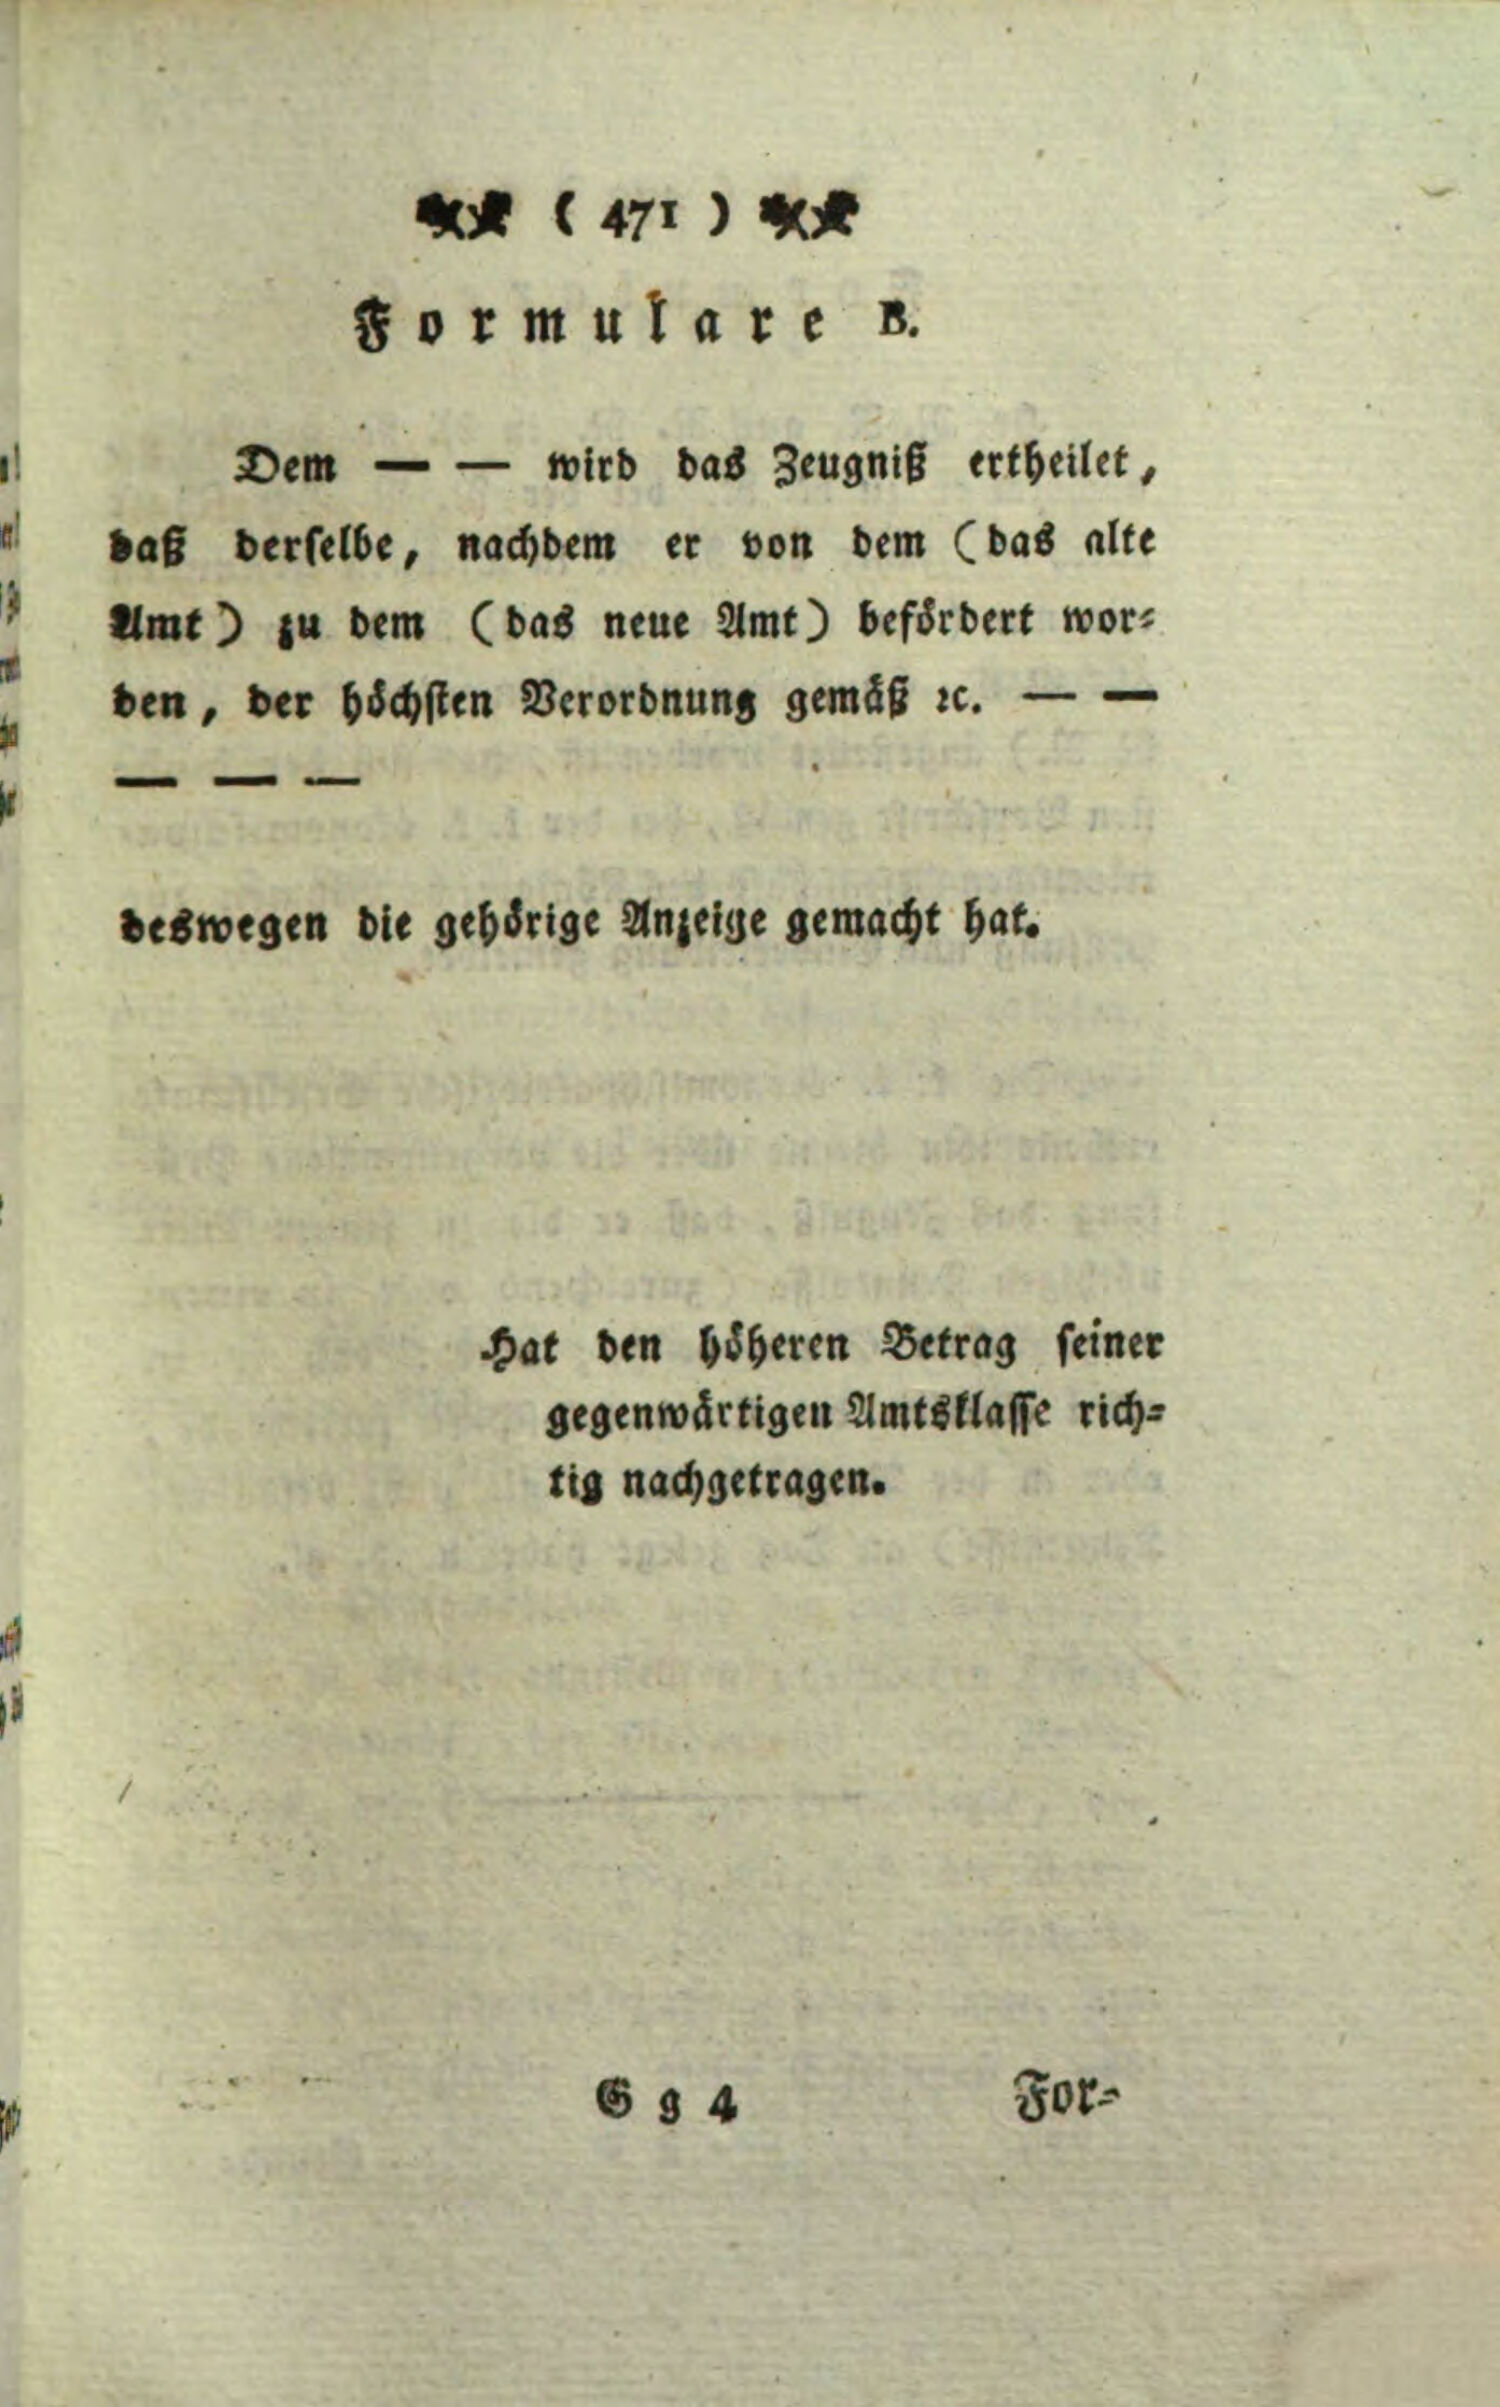 ( 471 )
Formulare B.
Dem — — wird das Zeugniß ertheilet,
daß derselbe, nachdem er von dem (das alte
Amt) zu dem (das neue Amt) befördert wor=
den, der höchsten Verordnung gemäß ꝛc. — —
— — —
deswegen die gehörige Anzeige gemacht hat.
Hat den höheren Betrag seiner
gegenwärtigen Amtsklasse rich=
tig nachgetragen.
G g 4 For=